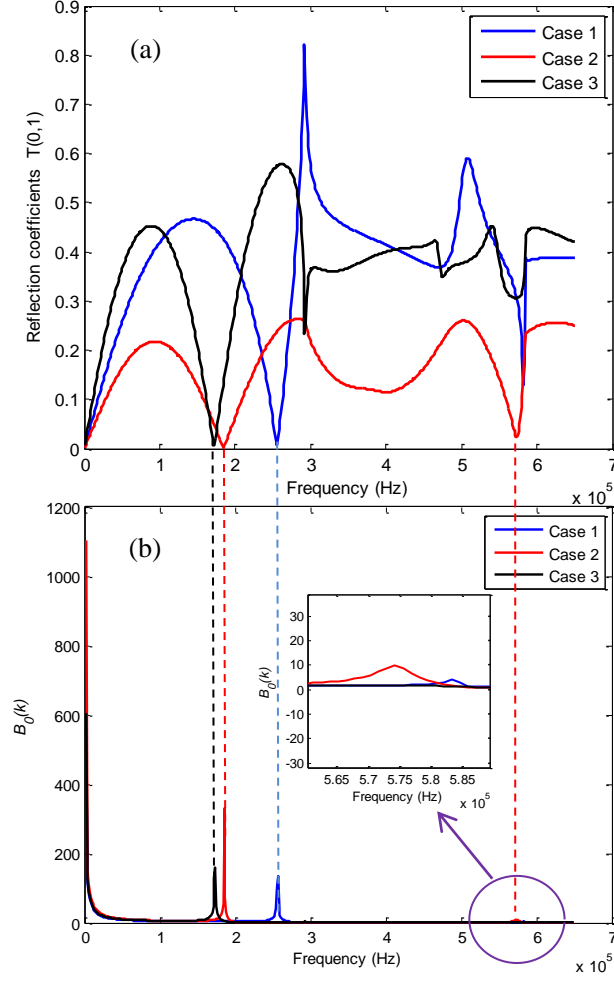 0.9
0.8
0.7
0.6
0.5
0.4
0.3
0.2
0.1
0
Reflection coefficients T(0,1)
(a)
Case 1
Case 2
Case 3
0 1 2 3 4 5 6 7
Frequency (Hz)
x 10^5
1200
1000
800
600
400
200
0
B_0(k)
(b)
Case 1
Case 2
Case 3
30
20
10
0
-10
-20
-30
B_0(k)
5.65 5.7 5.75 5.8 5.85
Frequency (Hz)
x 10^5
0 1 2 3 4 5 6 7
Frequency (Hz)
x 10^5